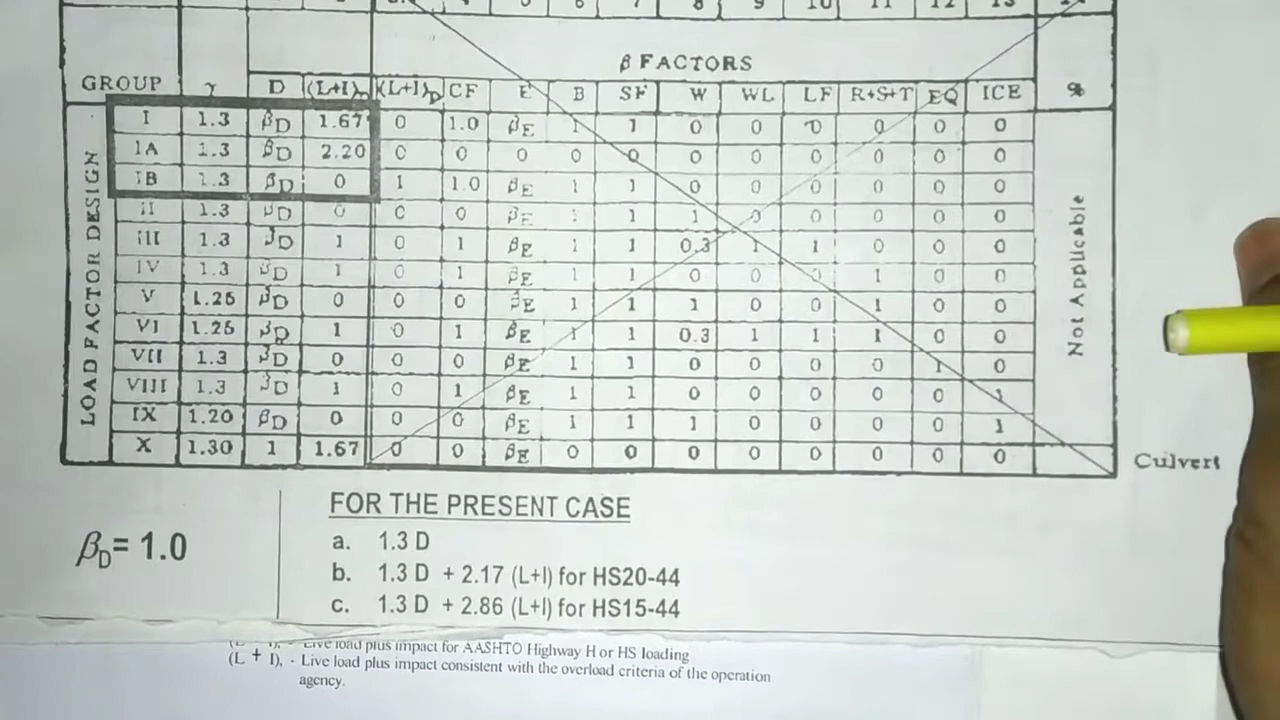 5 6 7 8 9 10 11 12 13
β FACTORS
GROUP γ D (L+I)n (L+I)p CF E B SF W WL LF R+S+T EQ ICE %
LOAD FACTOR DESIGN
I 1.3 βD 1.67 0 1.0 βE 1 1 0 0 0 0 0 0
IA 1.3 βD 2.20 0 0 0 0 0 0 0 0 0 0 0
IB 1.3 βD 0 1 1.0 βE 1 1 0 0 0 0 0 0
II 1.3 βD 0 0 0 βE 1 1 1 0 0 0 0 0
III 1.3 βD 1 0 1 βE 1 1 0.3 1 1 0 0 0
IV 1.3 βD 1 0 1 βE 1 1 0 0 0 1 0 0
V 1.25 βD 0 0 0 βE 1 1 1 0 0 1 0 0
VI 1.25 βD 1 0 1 βE 1 1 0.3 1 1 1 0 0
VII 1.3 βD 0 0 0 βE 1 1 0 0 0 0 1 0
VIII 1.3 βD 1 0 1 βE 1 1 0 0 0 0 0 1
IX 1.20 βD 0 0 0 βE 1 1 1 0 0 0 0 1
X 1.30 1 1.67 0 0 βE 0 0 0 0 0 0 0 0 Culvert
Not Applicable
βD= 1.0
FOR THE PRESENT CASE
a. 1.3 D
b. 1.3 D + 2.17 (L+I) for HS20-44
c. 1.3 D + 2.86 (L+I) for HS15-44
Live load plus impact for AASHTO Highway H or HS loading
(L + I), - Live load plus impact consistent with the overload criteria of the operation
agency.